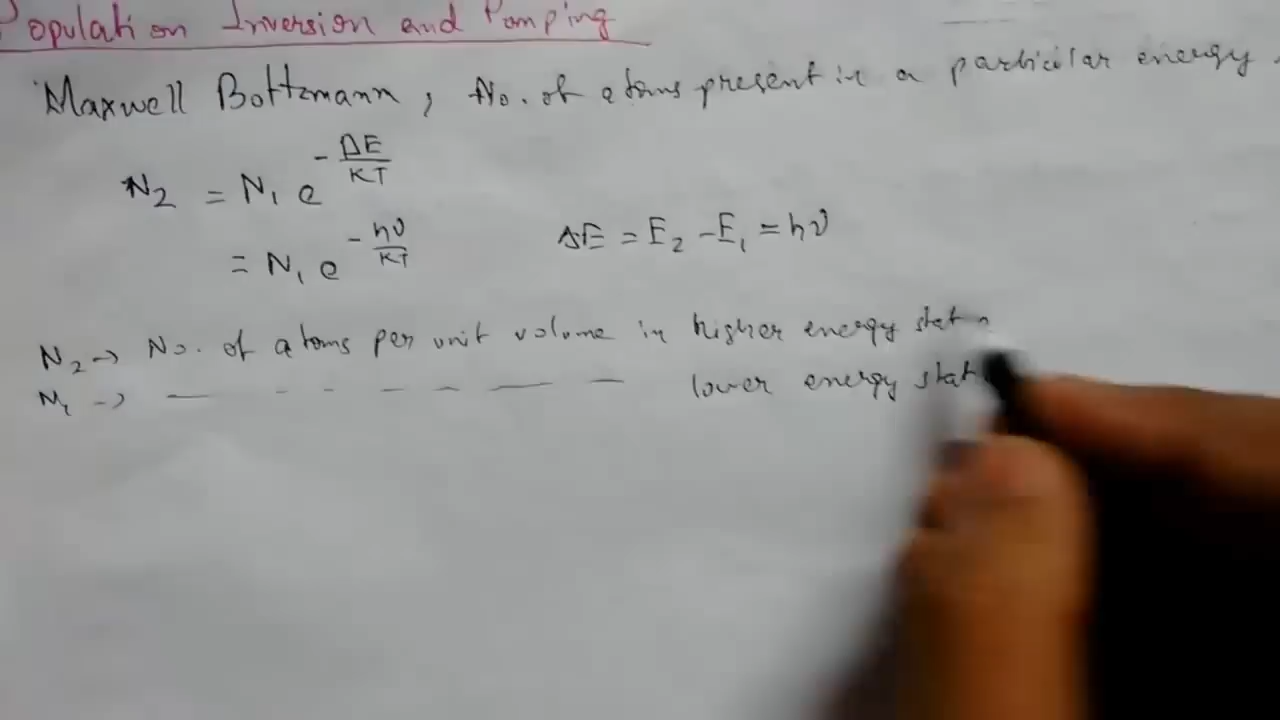 Population Inversion and Pumping
Maxwell Boltzmann, No. of atoms present in a particular energy
N₂ = N₁ e^(-ΔE/KT)
= N₁ e^(-hν/KT)    ΔE = E₂ - E₁ = hν
N₂ → No. of atoms per unit volume in higher energy state
N₁ → — - - - - — — lower energy stat